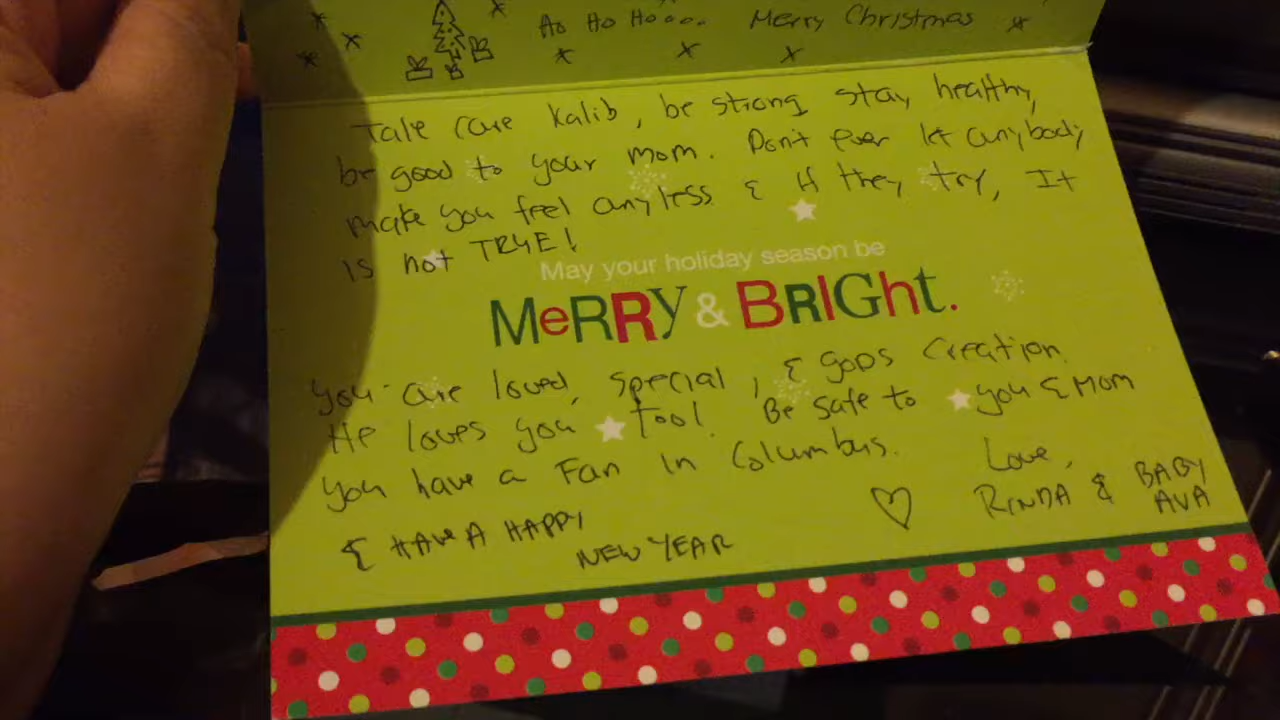 Ho Ho Hoooo Merry Christmas
Take care Kalib, be strong stay healthy,
be good to your mom. Don't ever let anybody
make you feel any less & if they try, It
is not TRUE!
May your holiday season be
MeRRy & BRIGht.
You are loved, special, & GODS Creation.
He loves you too! Be safe to you & Mom
You have a Fan in Columbus.
Love,
RINDA & BABY
AVA
& HAVE A HAPPY
NEW YEAR